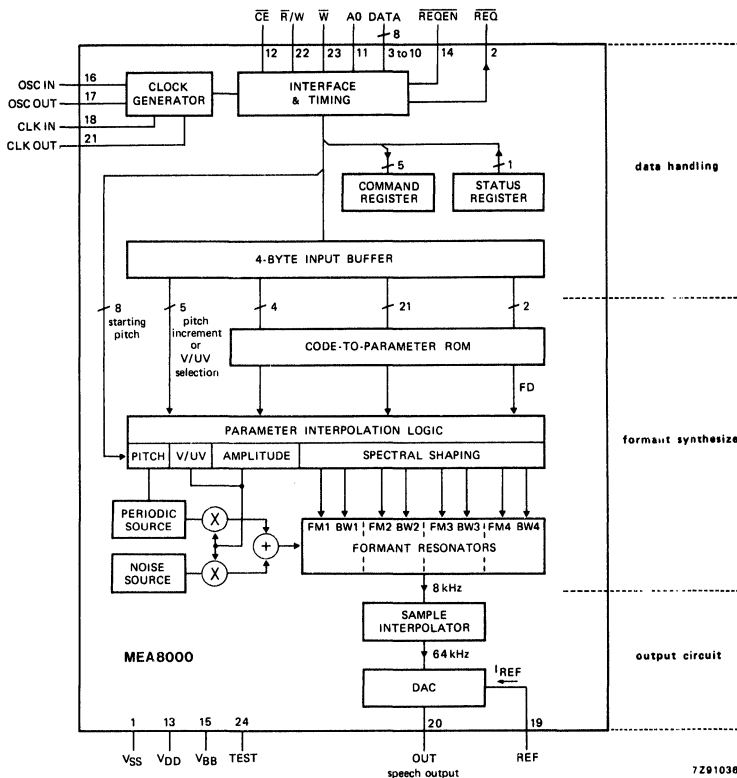 CE R/W W A0 DATA REQEN REQ
8
12 22 23 11 3 to 10 14 2
OSC IN 16
OSC OUT 17
CLK IN 18
CLK OUT 21
CLOCK
GENERATOR
INTERFACE
& TIMING
data handling
5
1
COMMAND
REGISTER
STATUS
REGISTER
4-BYTE INPUT BUFFER
8
starting
pitch
5
pitch
increment
or
V/UV
selection
4
21
2
CODE-TO-PARAMETER ROM
FD
formant synthesize
PARAMETER INTERPOLATION LOGIC
PITCH V/UV AMPLITUDE SPECTRAL SHAPING
PERIODIC
SOURCE
X
NOISE
SOURCE
X
+
FM1 BW1 FM2 BW2 FM3 BW3 FM4 BW4
FORMANT RESONATORS
8 kHz
SAMPLE
INTERPOLATOR
64 kHz
output circuit
MEA8000
DAC
IREF
1 13 15 24 20 19
VSS VDD VBB TEST OUT REF
speech output
7Z91036